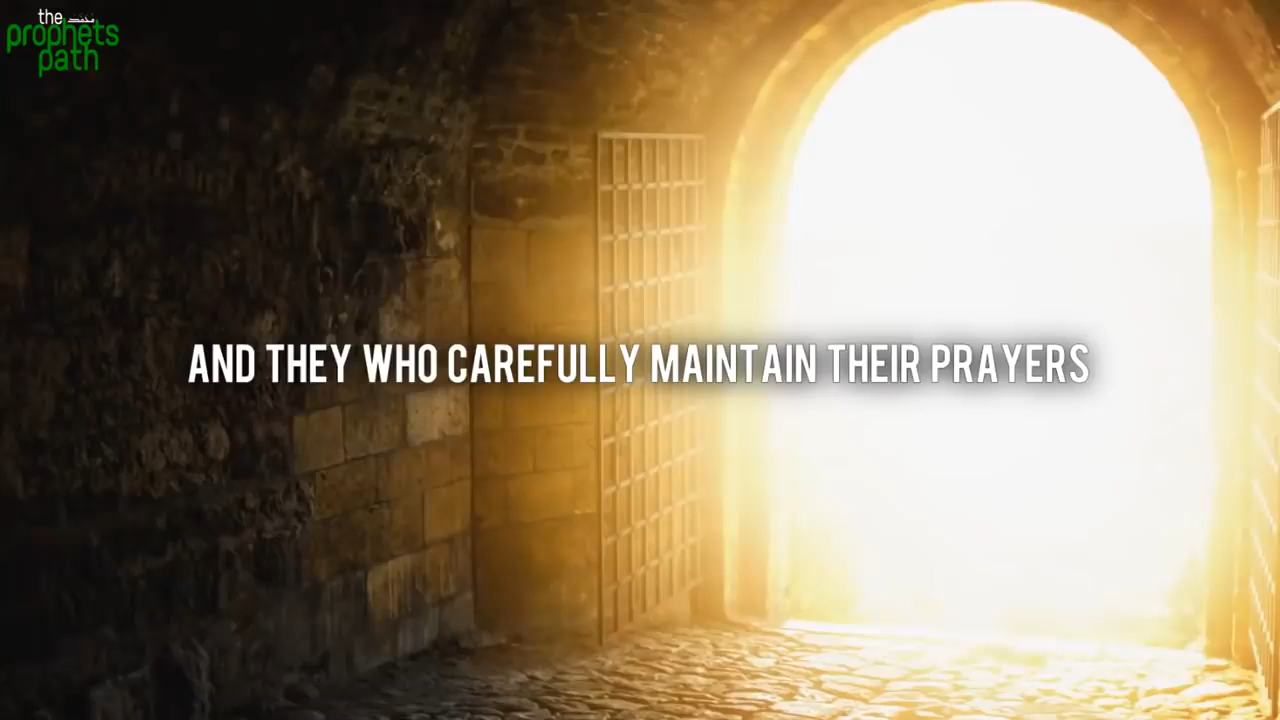 the
prophets
path
AND THEY WHO CAREFULLY MAINTAIN THEIR PRAYERS